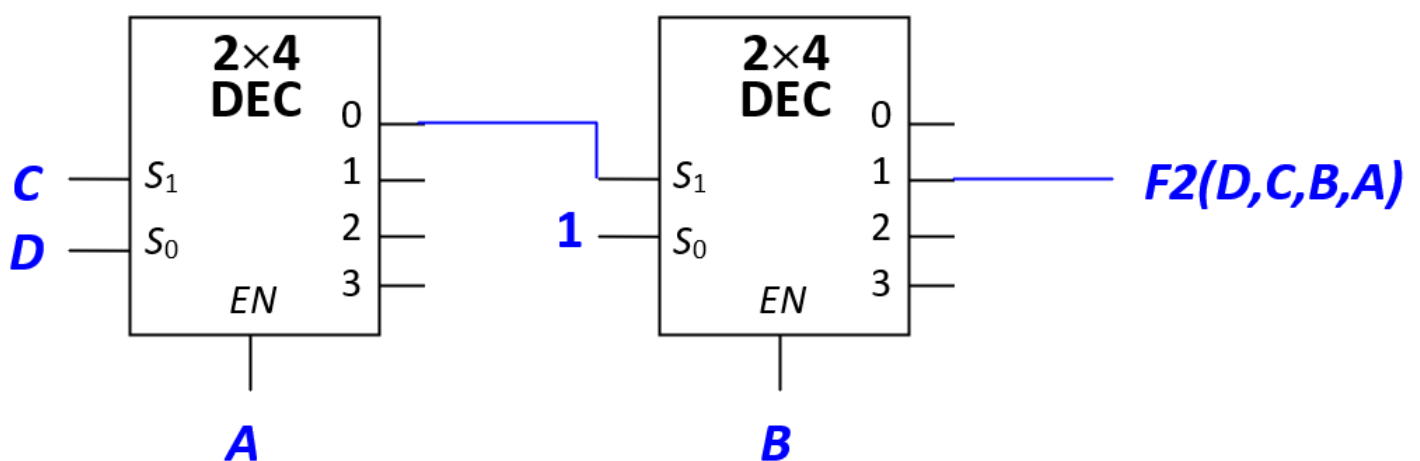 2×4
DEC
0
1
2
3
C
S₁
D
S₀
EN
A
2×4
DEC
0
1
2
3
S₁
1
S₀
EN
B
F2(D,C,B,A)